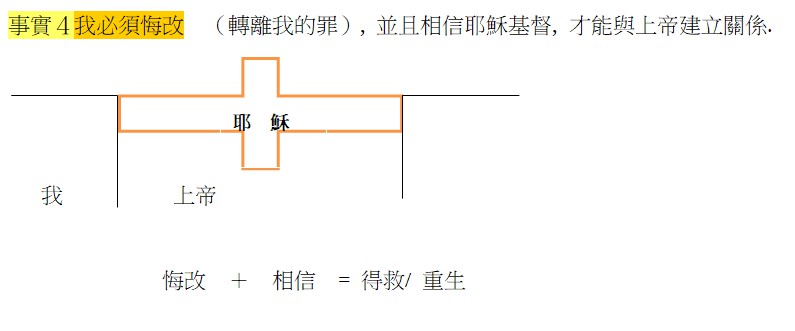 事實４我必須悔改 （轉離我的罪）, 並且相信耶穌基督, 才能與上帝建立關係.
耶 穌
我 上帝
悔改 ＋ 相信 = 得救/ 重生